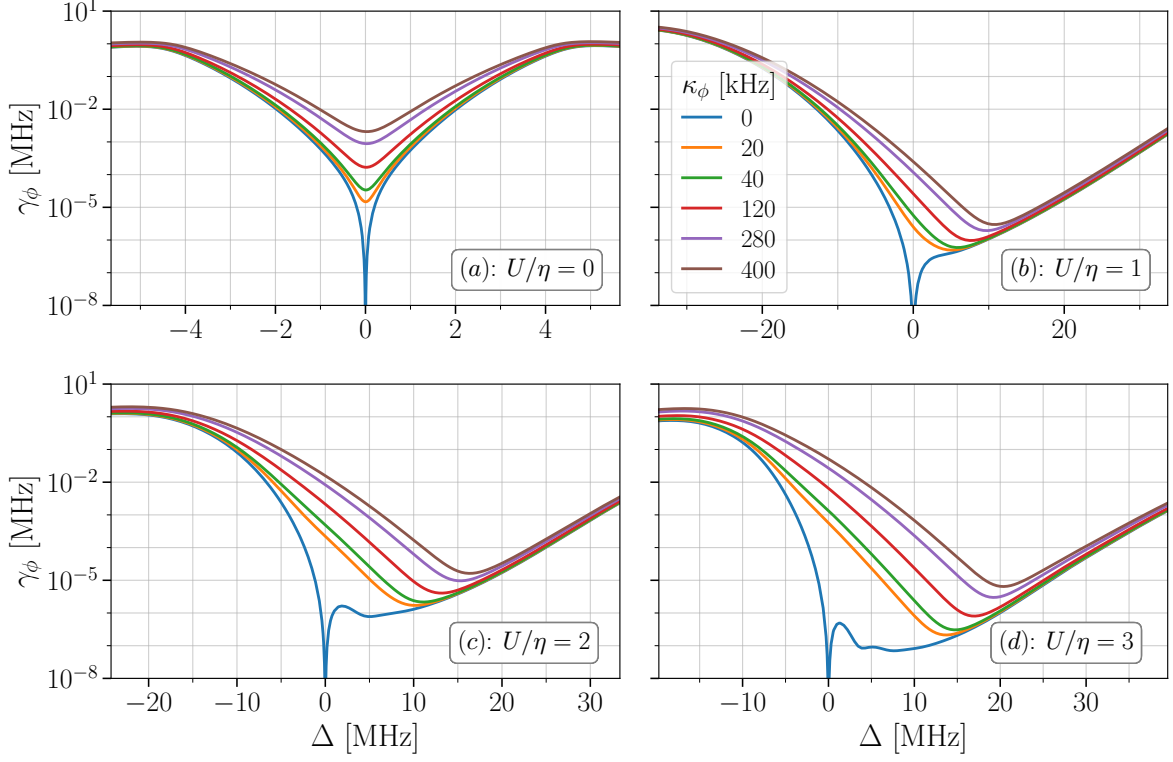 10^1
10^{-2}
10^{-5}
10^{-8}
γ_ϕ [MHz]
−4 −2 0 2 4
(a): U/η = 0
κ_ϕ [kHz]
0
20
40
120
280
400
−20 0 20
(b): U/η = 1
10^1
10^{-2}
10^{-5}
10^{-8}
γ_ϕ [MHz]
−20 −10 0 10 20 30
Δ [MHz]
(c): U/η = 2
−10 0 10 20 30
Δ [MHz]
(d): U/η = 3